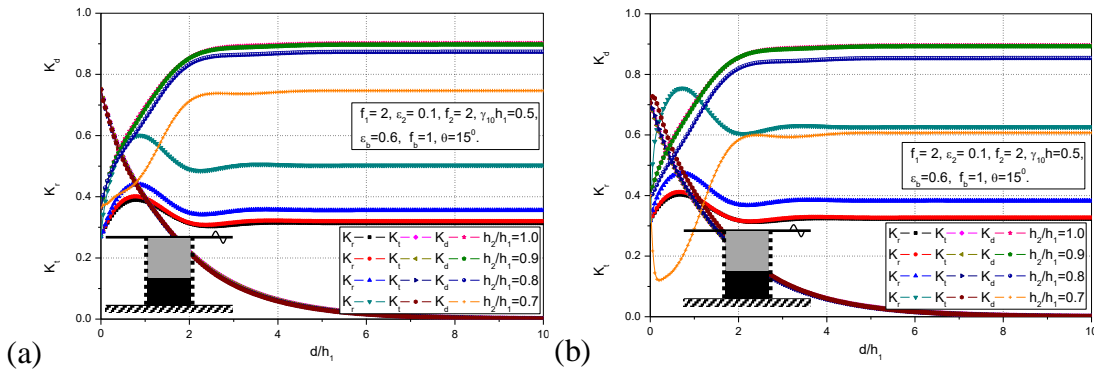 1.0
0.8
0.6
0.4
0.2
0.0
K_d
K_r
K_t
f_1= 2, ε_2= 0.1, f_2= 2, γ_10h_1=0.5,
ε_b=0.6, f_b=1, θ=15^0.
K_r K_t K_d h_2/h_1=1.0
K_r K_t K_d h_2/h_1=0.9
K_r K_t K_d h_2/h_1=0.8
K_r K_t K_d h_2/h_1=0.7
0 2 4 6 8 10
d/h_1
(a)
1.0
0.8
0.6
0.4
0.2
0.0
K_d
K_r
K_t
f_1= 2, ε_2= 0.1, f_2= 2, γ_10h=0.5,
ε_b=0.6, f_b=1, θ=15^0.
K_r K_t K_d h_2/h_1=1.0
K_r K_t K_d h_2/h_1=0.9
K_r K_t K_d h_2/h_1=0.8
K_r K_t K_d h_2/h_1=0.7
0 2 4 6 8 10
d/h_1
(b)